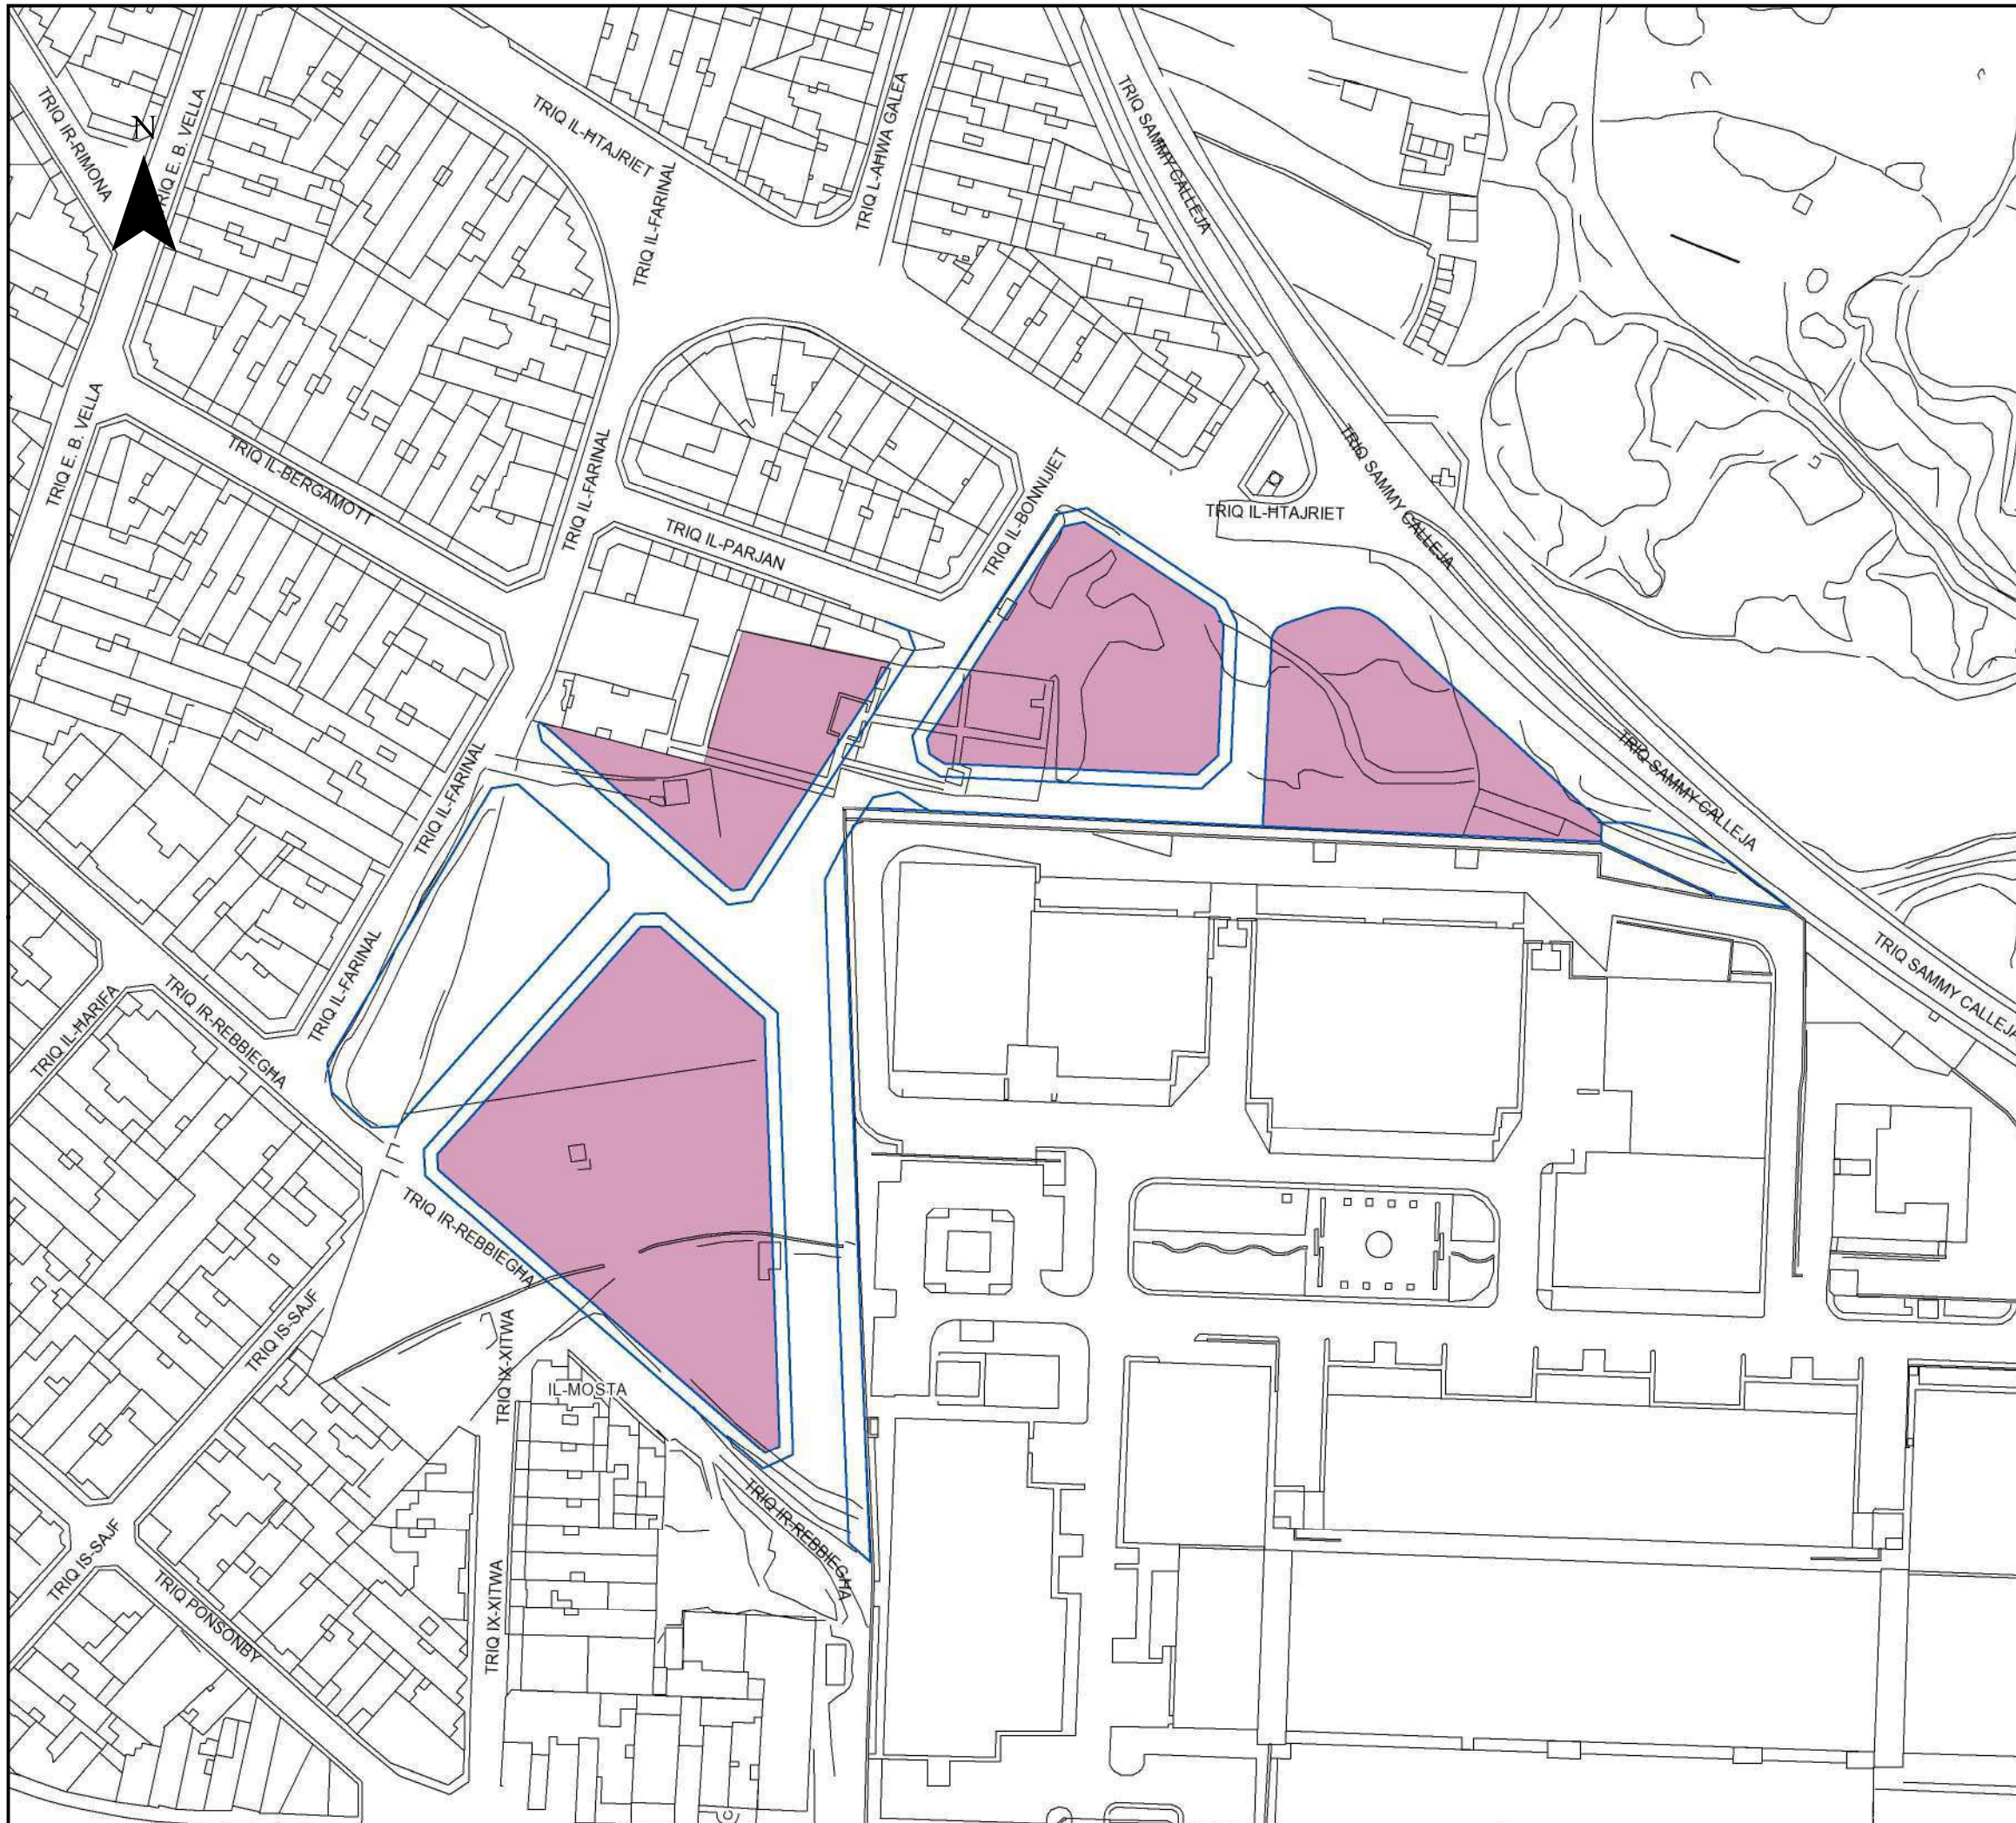 TRIQ IR-RIMONA
N
TRIQ E. B. VELLA
TRIQ IL-HTAJRIET
TRIQ IL-FARINAL
TRIQ L-AHWA GALEA
TRIQ SAMMY CALLEJA
TRIQ E. B. VELLA
TRIQ IL-BERGAMOTT
TRIQ IL-FARINAL
TRIQ IL-PARJAN
TRIQ IL-BONNIJIET
TRIQ IL-HTAJRIET
TRIQ SAMMY CALLEJA
TRIQ IL-FARINAL
TRIQ SAMMY CALLEJA
TRIQ IL-FARINAL
TRIQ SAMMY CALLEJA
TRIQ IL-HARIFA
TRIQ IR-REBBIEGHA
TRIQ IR-REBBIEGHA
TRIQ IS-SAJF
TRIQ IX-XITWA
IL-MOSTA
TRIQ IR-REBBIEGHA
TRIQ IS-SAJF
TRIQ PONSONBY
TRIQ IX-XITWA